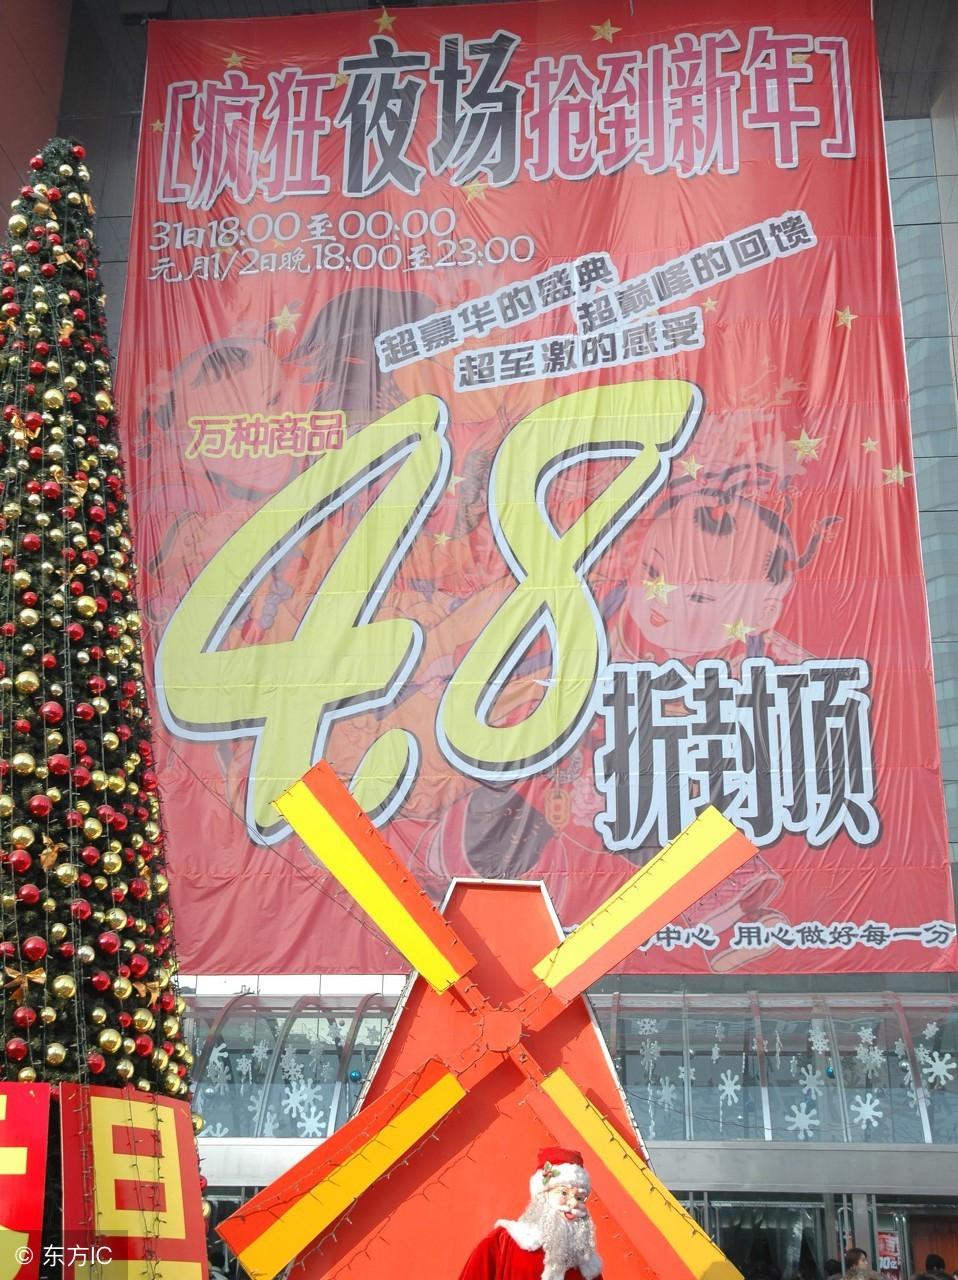 [疯狂夜场抢到新年]
31日18:00至00:00
元月1/2日晚18:00至23:00
超豪华的盛典
超巅峰的回馈
超至激的感受
万种商品
4.8
折封顶
中心 用心做好每一分
旦
© 东方IC